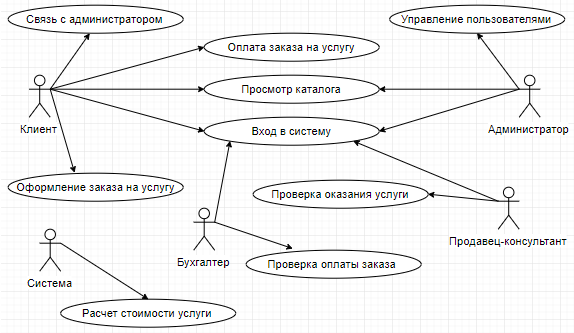 Связь с администратором
Управление пользователями
Оплата заказа на услугу
Просмотр каталога
Клиент
Вход в систему
Администратор
Оформление заказа на услугу
Проверка оказания услуги
Продавец-консультант
Бухгалтер
Проверка оплаты заказа
Система
Расчет стоимости услуги